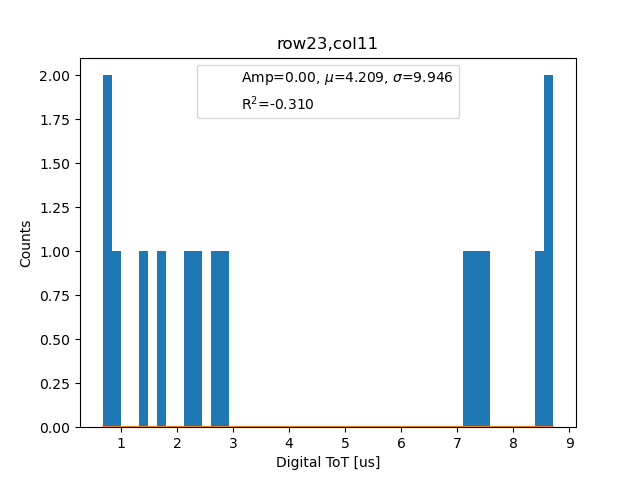 row23,col11
Amp=0.00, μ=4.209, σ=9.946
R²=-0.310
2.00
1.75
1.50
1.25
1.00
0.75
0.50
0.25
0.00
Counts
1 2 3 4 5 6 7 8 9
Digital ToT [us]